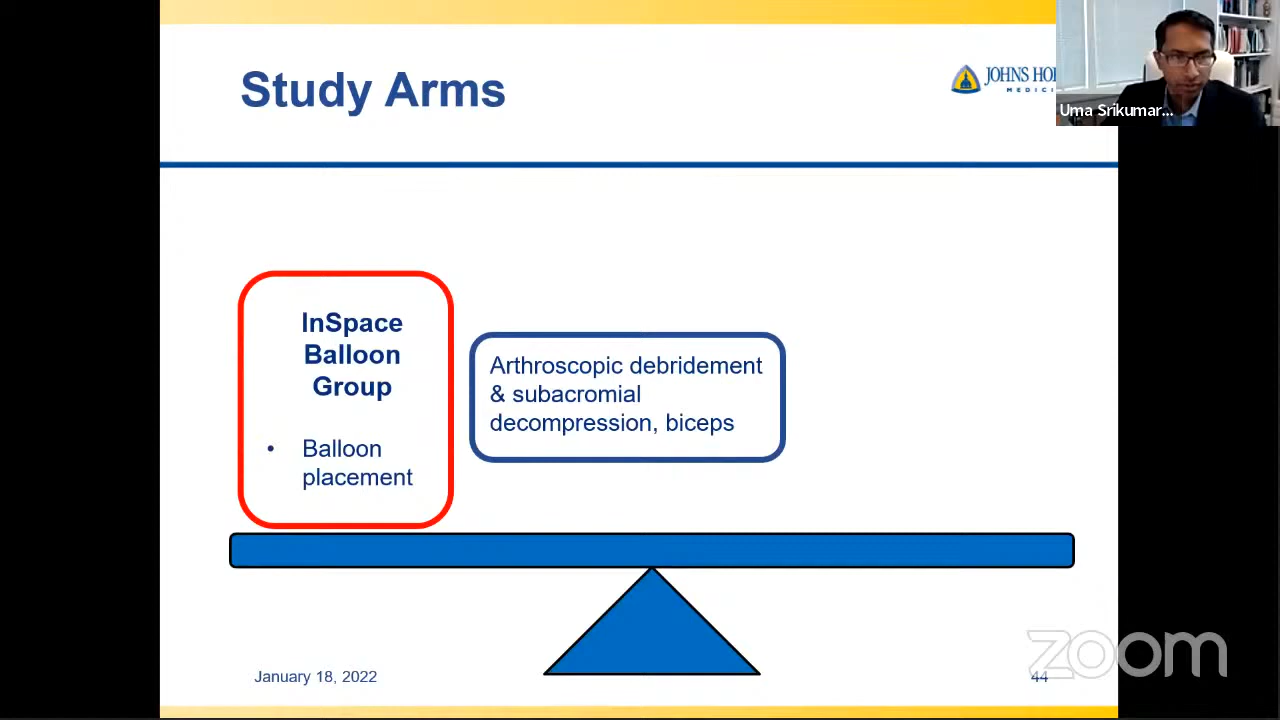 Study Arms
JOHNS HO
MEDICI
Uma Srikumar...
InSpace
Balloon
Group
• Balloon
placement
Arthroscopic debridement
& subacromial
decompression, biceps
January 18, 2022
44
zoom